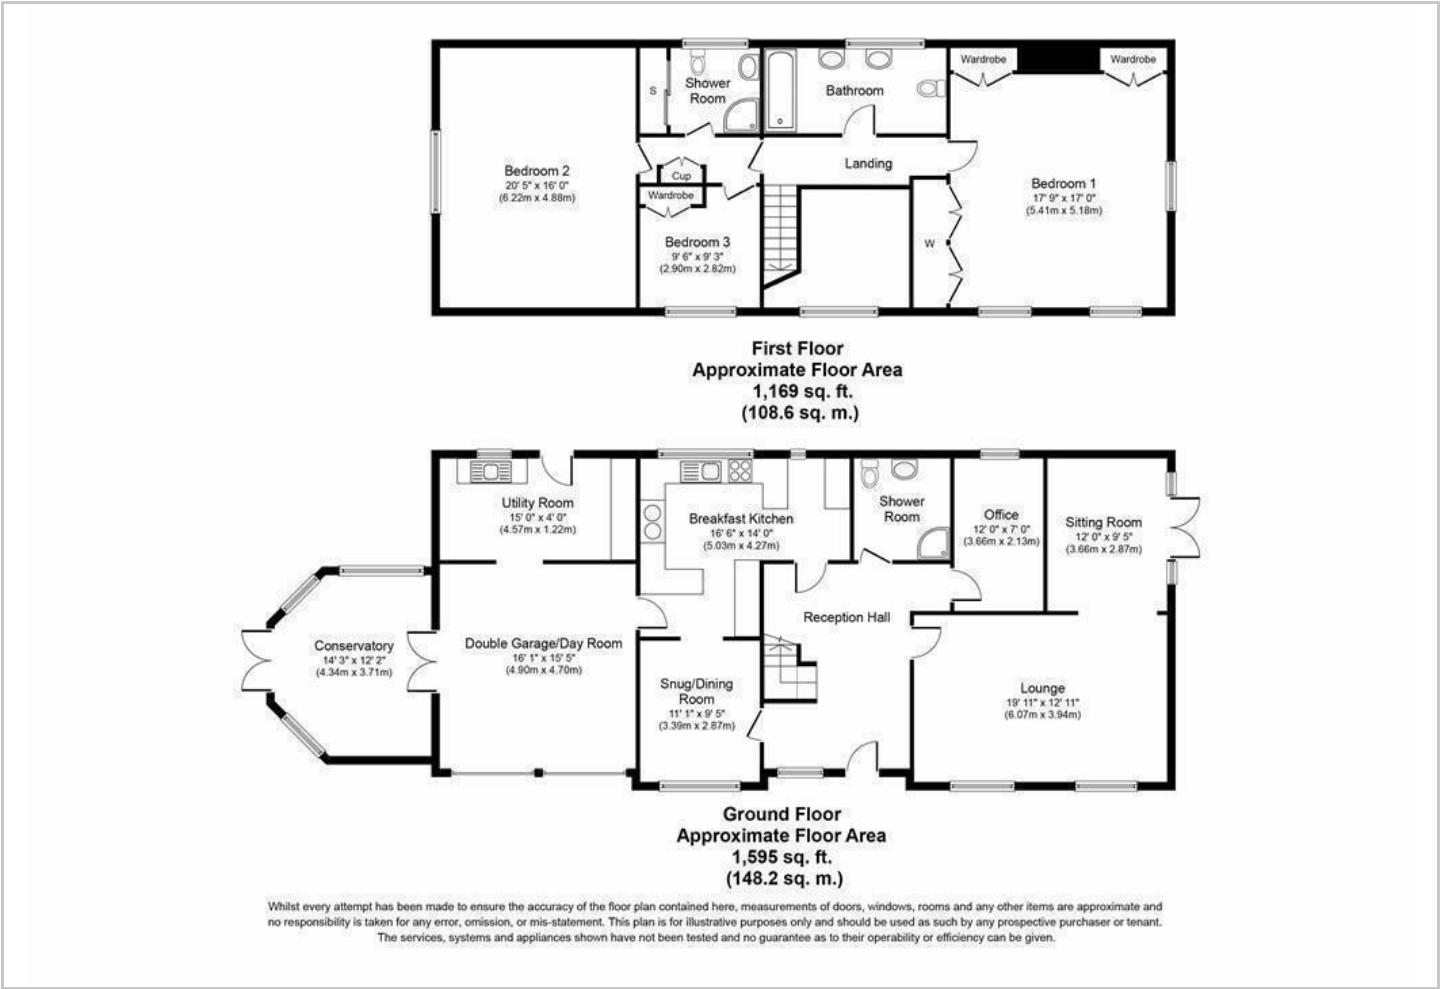 Wardrobe
Wardrobe
S
Shower
Room
Bathroom
Landing
Bedroom 2
20' 5" x 16' 0"
(6.22m x 4.88m)
Cup
Wardrobe
Bedroom 1
17' 9" x 17' 0"
(5.41m x 5.18m)
W
Bedroom 3
9' 6" x 9' 3"
(2.90m x 2.82m)
First Floor
Approximate Floor Area
1,169 sq. ft.
(108.6 sq. m.)
Utility Room
15' 0" x 4' 0"
(4.57m x 1.22m)
Breakfast Kitchen
16' 6" x 14' 0"
(5.03m x 4.27m)
Shower
Room
Office
12' 0" x 7' 0"
(3.66m x 2.13m)
Sitting Room
12' 0" x 9' 5"
(3.66m x 2.87m)
Reception Hall
Conservatory
14' 3" x 12' 2"
(4.34m x 3.71m)
Double Garage/Day Room
16' 1" x 15' 5"
(4.90m x 4.70m)
Snug/Dining
Room
11' 1" x 9' 5"
(3.39m x 2.87m)
Lounge
19' 11" x 12' 11"
(6.07m x 3.94m)
Ground Floor
Approximate Floor Area
1,595 sq. ft.
(148.2 sq. m.)
Whilst every attempt has been made to ensure the accuracy of the floor plan contained here, measurements of doors, windows, rooms and any other items are approximate and
no responsibility is taken for any error, omission, or mis-statement. This plan is for illustrative purposes only and should be used as such by any prospective purchaser or tenant.
The services, systems and appliances shown have not been tested and no guarantee as to their operability or efficiency can be given.